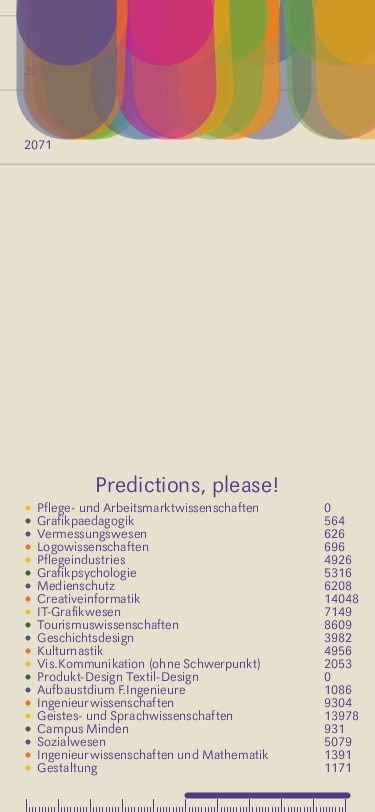 20
2071
Predictions, please!
Pflege- und Arbeitsmarktwissenschaften 0
Grafikpaedagogik 564
Vermessungswesen 626
Logowissenschaften 696
Pflegeindustries 4926
Grafikpsychologie 5316
Medienschutz 6208
Creativeinformatik 14048
IT-Grafikwesen 7149
Tourismuswissenschaften 8609
Geschichtsdesign 3982
Kulturnastik 4956
Vis.Kommunikation (ohne Schwerpunkt) 2053
Produkt-Design Textil-Design 0
Aufbaustdium F.Ingenieure 1086
Ingenieurwissenschaften 9304
Geistes- und Sprachwissenschaften 13978
Campus Minden 931
Sozialwesen 5079
Ingenieurwissenschaften und Mathematik 1391
Gestaltung 1171